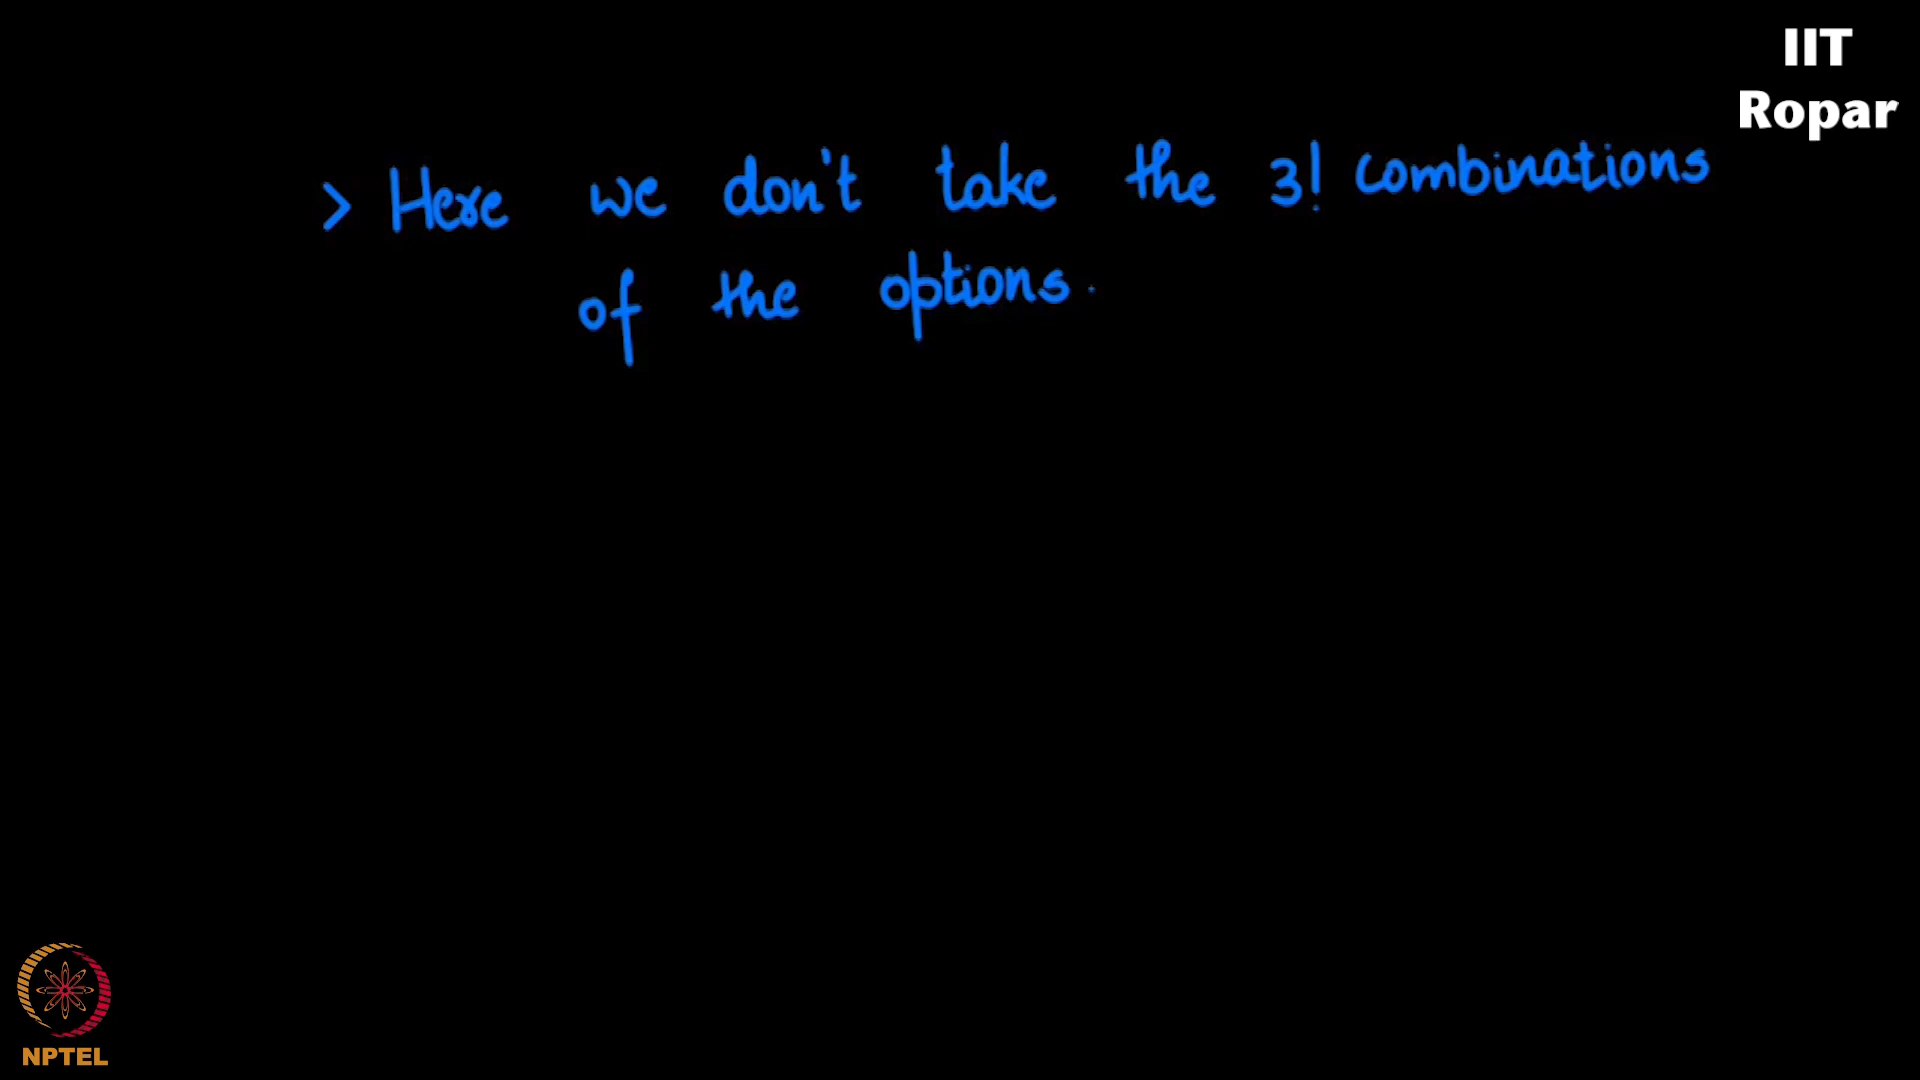 IIT
Ropar
> Here we don't take the 3! combinations
of the options.
NPTEL